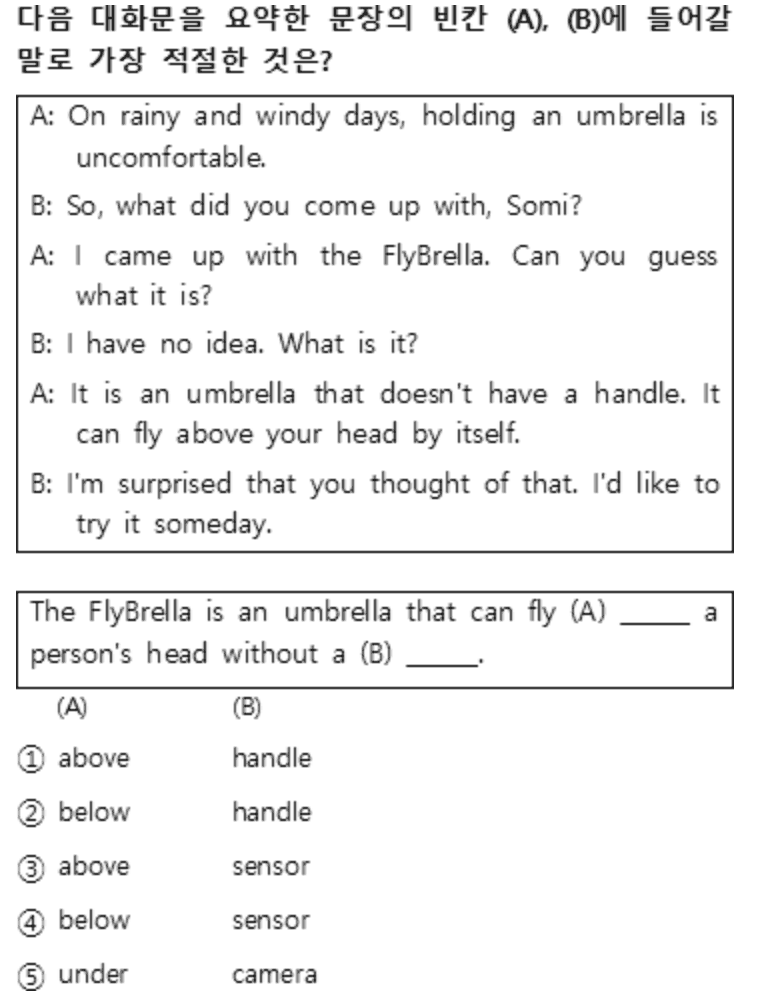 다음 대화문을 요약한 문장의 빈칸 (A), (B)에 들어갈
말로 가장 적절한 것은?
A: On rainy and windy days, holding an umbrella is
uncomfortable.
B: So, what did you come up with, Somi?
A: I came up with the FlyBrella. Can you guess
what it is?
B: I have no idea. What is it?
A: It is an umbrella that doesn't have a handle. It
can fly above your head by itself.
B: I'm surprised that you thought of that. I'd like to
try it someday.
The FlyBrella is an umbrella that can fly (A) _____ a
person's head without a (B) _____.
(A) (B)
① above handle
② below handle
③ above sensor
④ below sensor
⑤ under camera